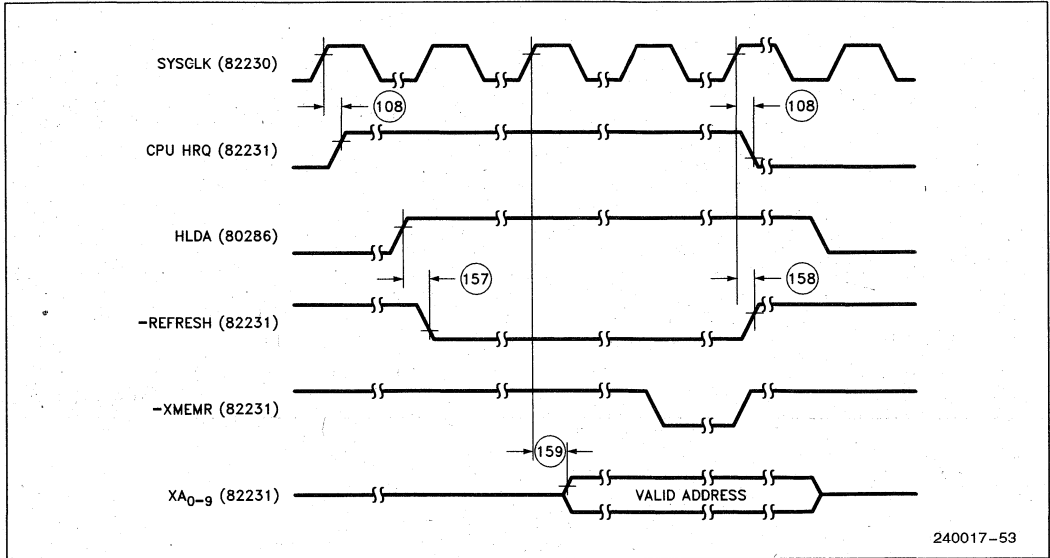 SYSCLK (82230)
108
108
CPU HRQ (82231)
HLDA (80286)
157
158
-REFRESH (82231)
-XMEMR (82231)
159
XA0-9 (82231)
VALID ADDRESS
240017-53